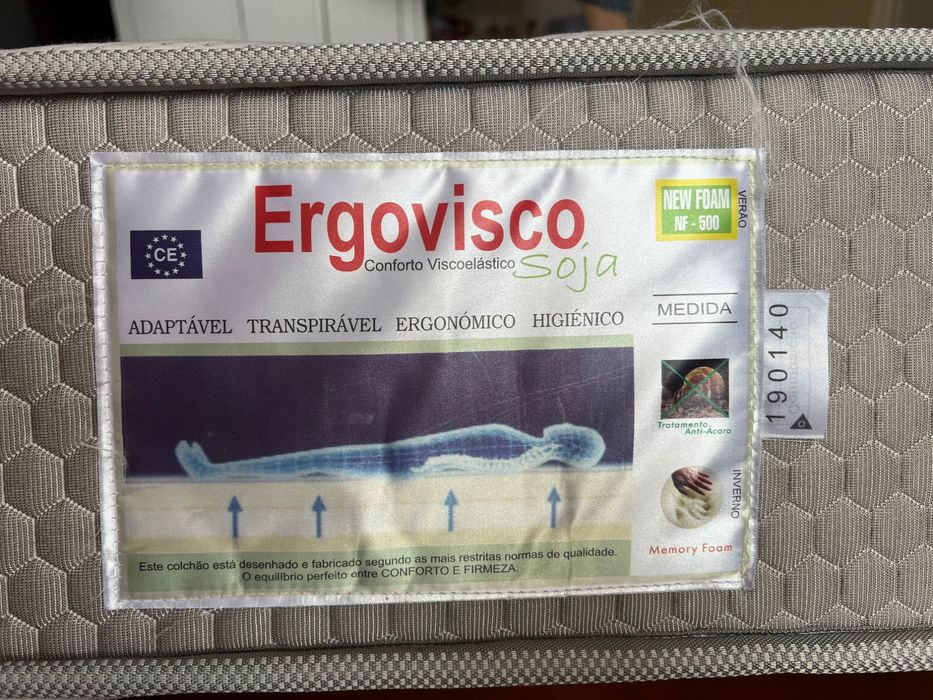 Ergovisco
Conforto Viscoelástico Soja
CE
NEW FOAM
NF - 500
VERÃO
ADAPTÁVEL TRANSPIRÁVEL ERGONÓMICO HIGIÉNICO
MEDIDA
190140
Tratamento
Anti-Ácaro
INVERNO
Memory Foam
Este colchão está desenhado e fabricado segundo as mais restritas normas de qualidade.
O equilíbrio perfeito entre CONFORTO E FIRMEZA.